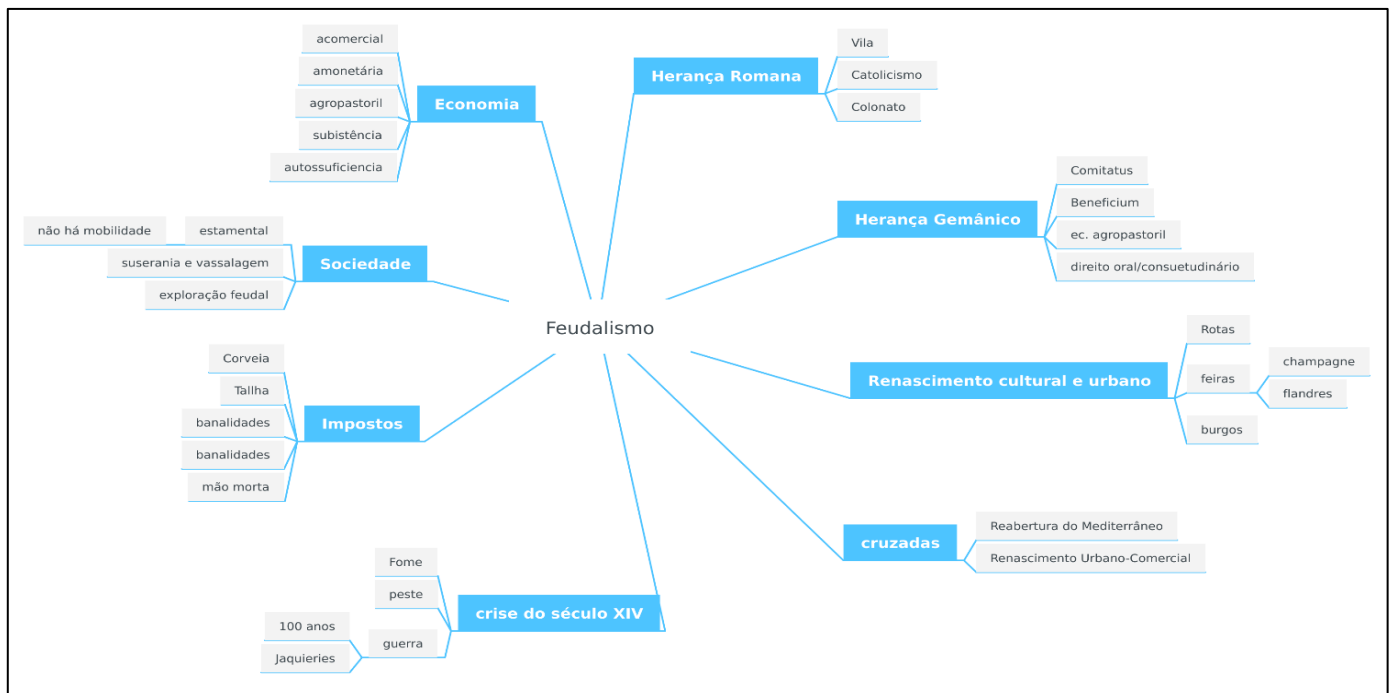 Feudalismo
Economia
acomercial
amonetária
agropastoril
subistência
autossuficiencia
Sociedade
estamental
não há mobilidade
suserania e vassalagem
exploração feudal
Impostos
Corveia
Tallha
banalidades
banalidades
mão morta
crise do século XIV
Fome
peste
guerra
100 anos
Jaquieries
Herança Romana
Vila
Catolicismo
Colonato
Herança Gemânico
Comitatus
Beneficium
ec. agropastoril
direito oral/consuetudinário
Renascimento cultural e urbano
Rotas
feiras
champagne
flandres
burgos
cruzadas
Reabertura do Mediterrâneo
Renascimento Urbano-Comercial